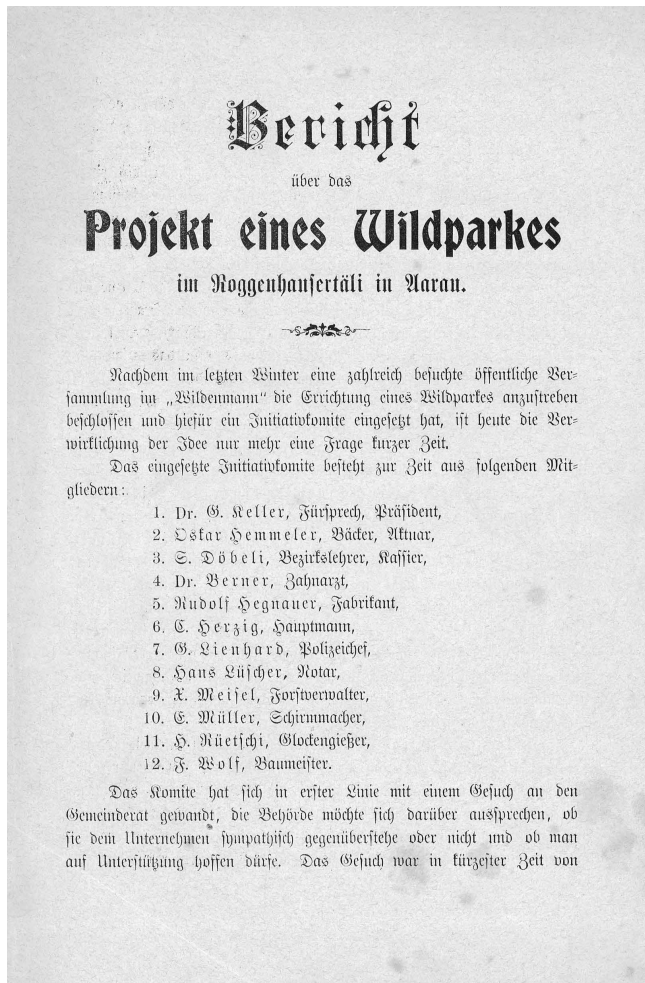 Bericht
über das
Projekt eines Wildparkes
im Roggenhausertäli in Aarau.
Nachdem im letzten Winter eine zahlreich besuchte öffentliche Ver-
sammlung im „Wildenmann“ die Errichtung eines Wildparkes anzustreben
beschlossen und hiefür ein Initiativkomite eingesetzt hat, ist heute die Ver-
wirklichung der Idee nur mehr eine Frage kurzer Zeit.
Das eingesetzte Initiativkomite besteht zur Zeit aus folgenden Mit-
gliedern:
1. Dr. G. Keller, Fürsprech, Präsident,
2. Oskar Hemmeler, Bäcker, Aktuar,
3. S. Döbeli, Bezirkslehrer, Kassier,
4. Dr. Berner, Zahnarzt,
5. Rudolf Hegnauer, Fabrikant,
6. C. Herzig, Hauptmann,
7. G. Lienhard, Polizeichef,
8. Hans Lüscher, Notar,
9. X. Meisel, Forstverwalter,
10. E. Müller, Schirmmacher,
11. H. Rüetschi, Glockengießer,
12. F. Wolf, Baumeister.
Das Komite hat sich in erster Linie mit einem Gesuch an den
Gemeinderat gewandt, die Behörde möchte sich darüber aussprechen, ob
sie dem Unternehmen sympathisch gegenüberstehe oder nicht und ob man
auf Unterstützung hoffen dürfe. Das Gesuch war in kürzester Zeit von